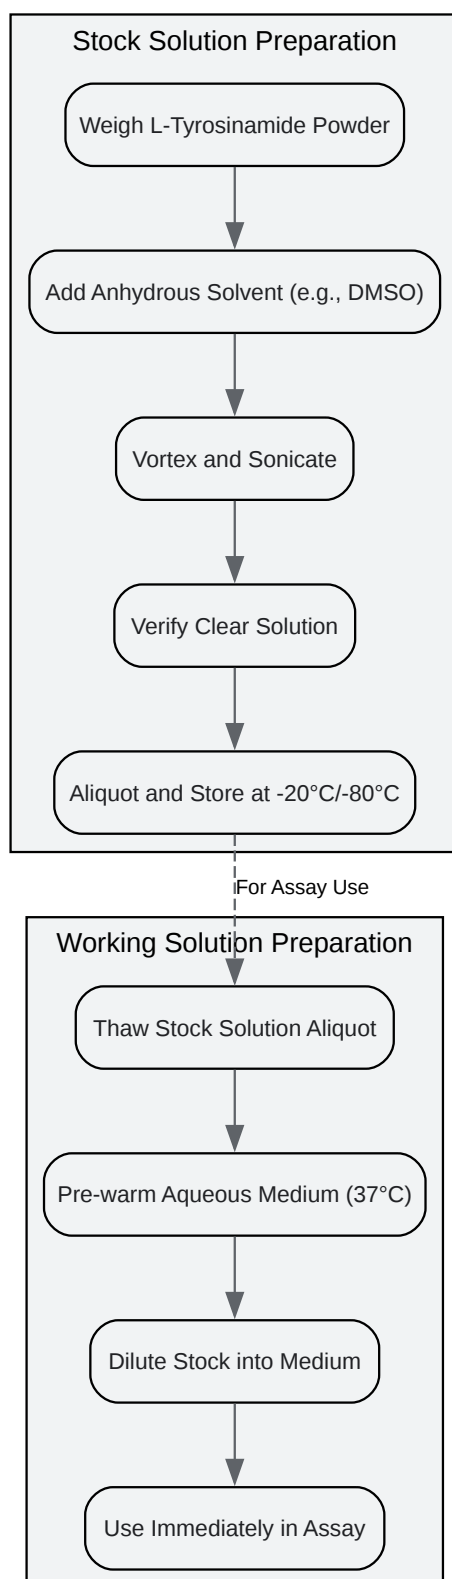 Stock Solution Preparation
Weigh L-Tyrosinamide Powder
Add Anhydrous Solvent (e.g., DMSO)
Vortex and Sonicate
Verify Clear Solution
Aliquot and Store at -20°C/-80°C
For Assay Use
Working Solution Preparation
Thaw Stock Solution Aliquot
Pre-warm Aqueous Medium (37°C)
Dilute Stock into Medium
Use Immediately in Assay